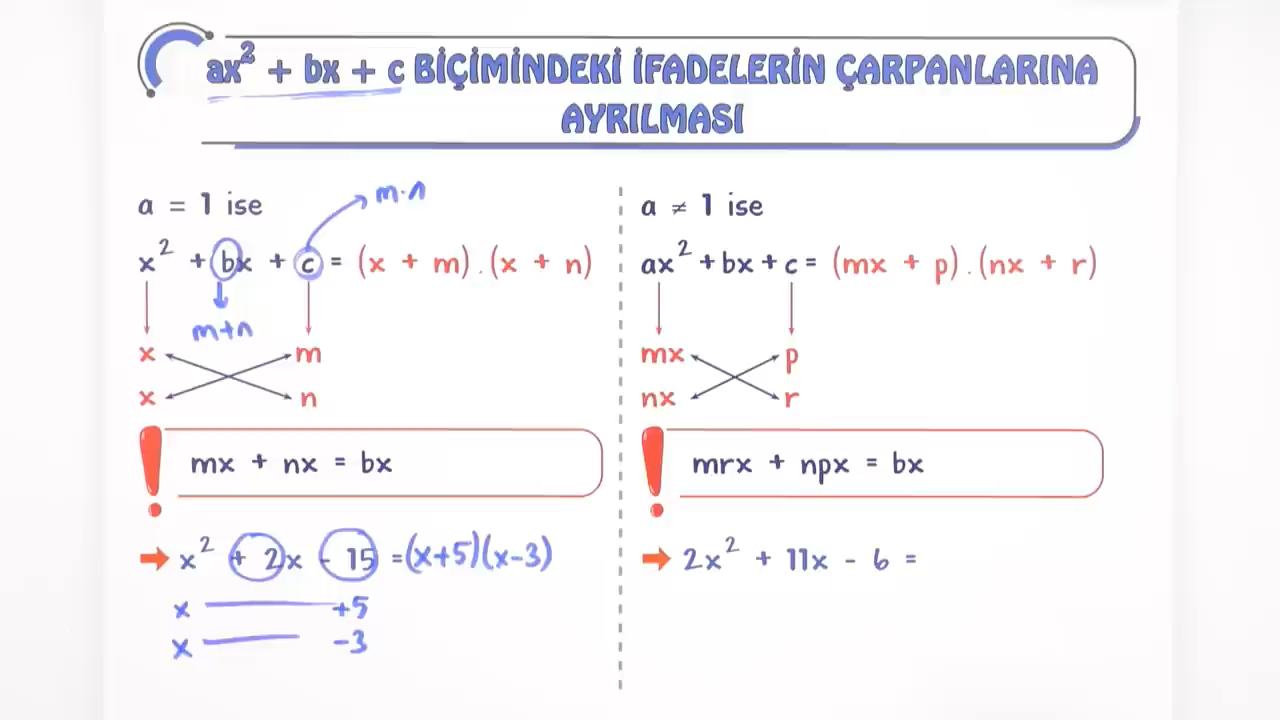 ax² + bx + c BİÇİMİNDEKİ İFADELERİN ÇARPANLARINA
AYRILMASI
a = 1 ise
m·n
x² + bx + c = (x + m) . (x + n)
m+n
x m
x n
mx + nx = bx
x² + 2x - 15 = (x+5)(x-3)
x +5
x -3
a ≠ 1 ise
ax² + bx + c = (mx + p) . (nx + r)
mx p
nx r
mrx + npx = bx
2x² + 11x - 6 =